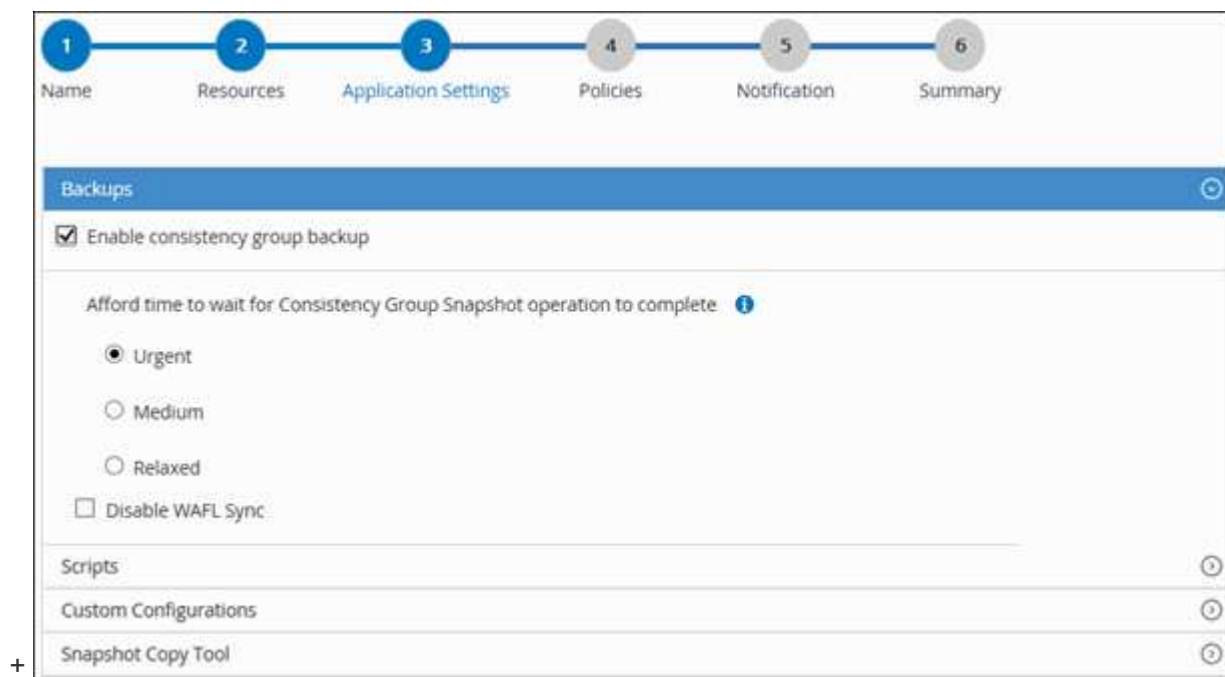 1 2 3 4 5 6
Name Resources Application Settings Policies Notification Summary
Backups
Enable consistency group backup
Afford time to wait for Consistency Group Snapshot operation to complete i
Urgent
Medium
Relaxed
Disable WAFL Sync
Scripts
Custom Configurations
Snapshot Copy Tool
+